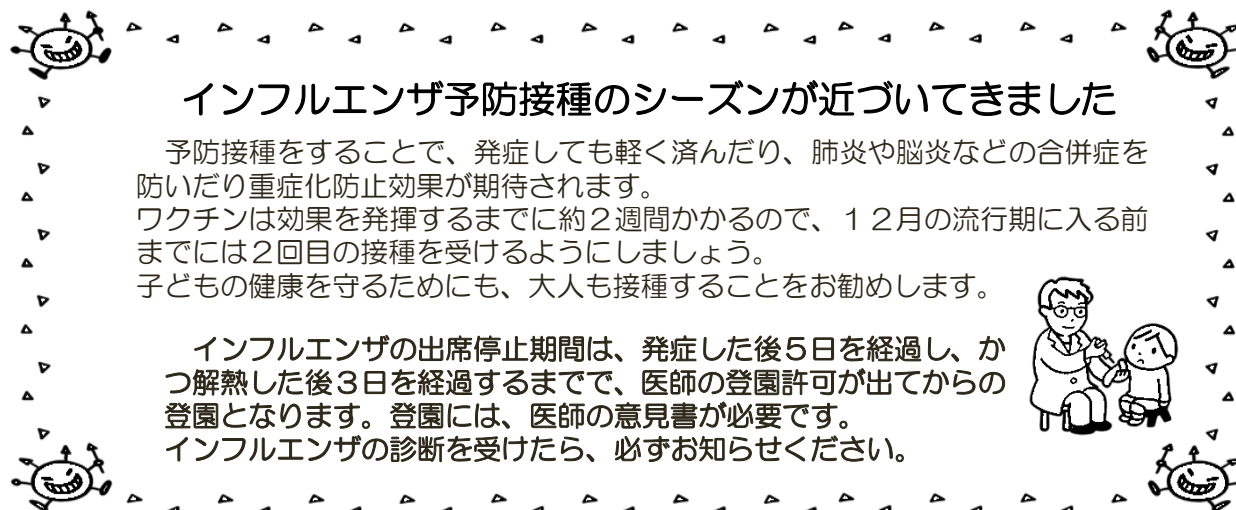 インフルエンザ予防接種のシーズンが近づいてきました
予防接種をすることで、発症しても軽く済んだり、肺炎や脳炎などの合併症を
防いだり重症化防止効果が期待されます。
ワクチンは効果を発揮するまでに約２週間かかるので、１２月の流行期に入る前
までには２回目の接種を受けるようにしましょう。
子どもの健康を守るためにも、大人も接種することをお勧めします。
インフルエンザの出席停止期間は、発症した後５日を経過し、か
つ解熱した後３日を経過するまでで、医師の登園許可が出てからの
登園となります。登園には、医師の意見書が必要です。
インフルエンザの診断を受けたら、必ずお知らせください。